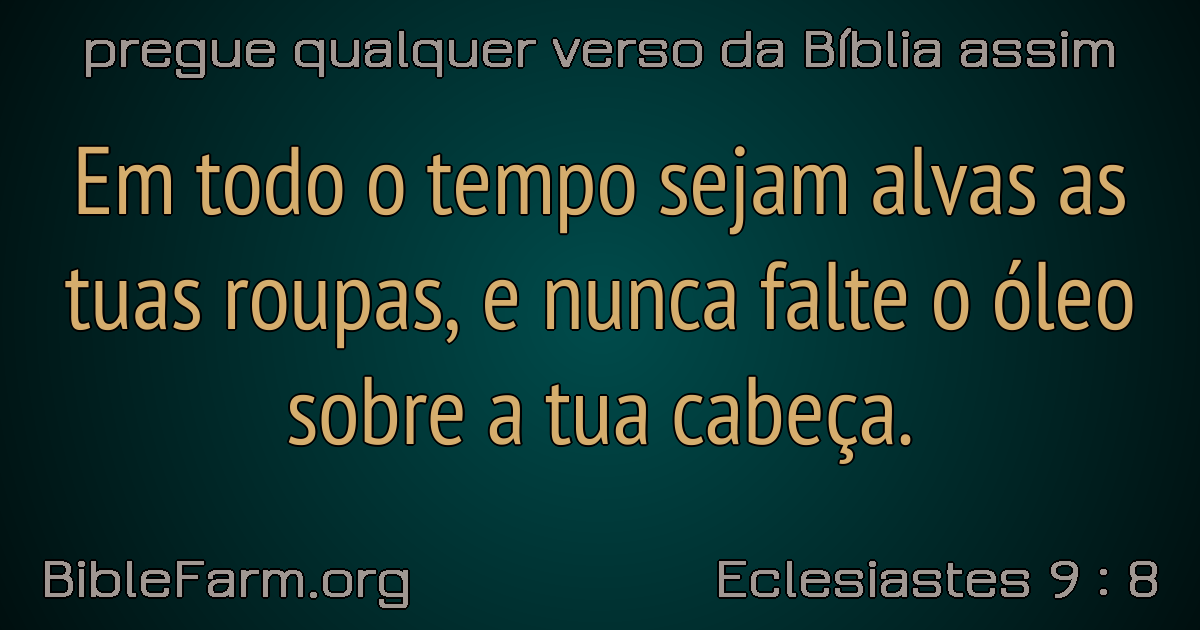 pregue qualquer verso da Bíblia assim
Em todo o tempo sejam alvas as
tuas roupas, e nunca falte o óleo
sobre a tua cabeça.
BibleFarm.org
Eclesiastes 9 : 8